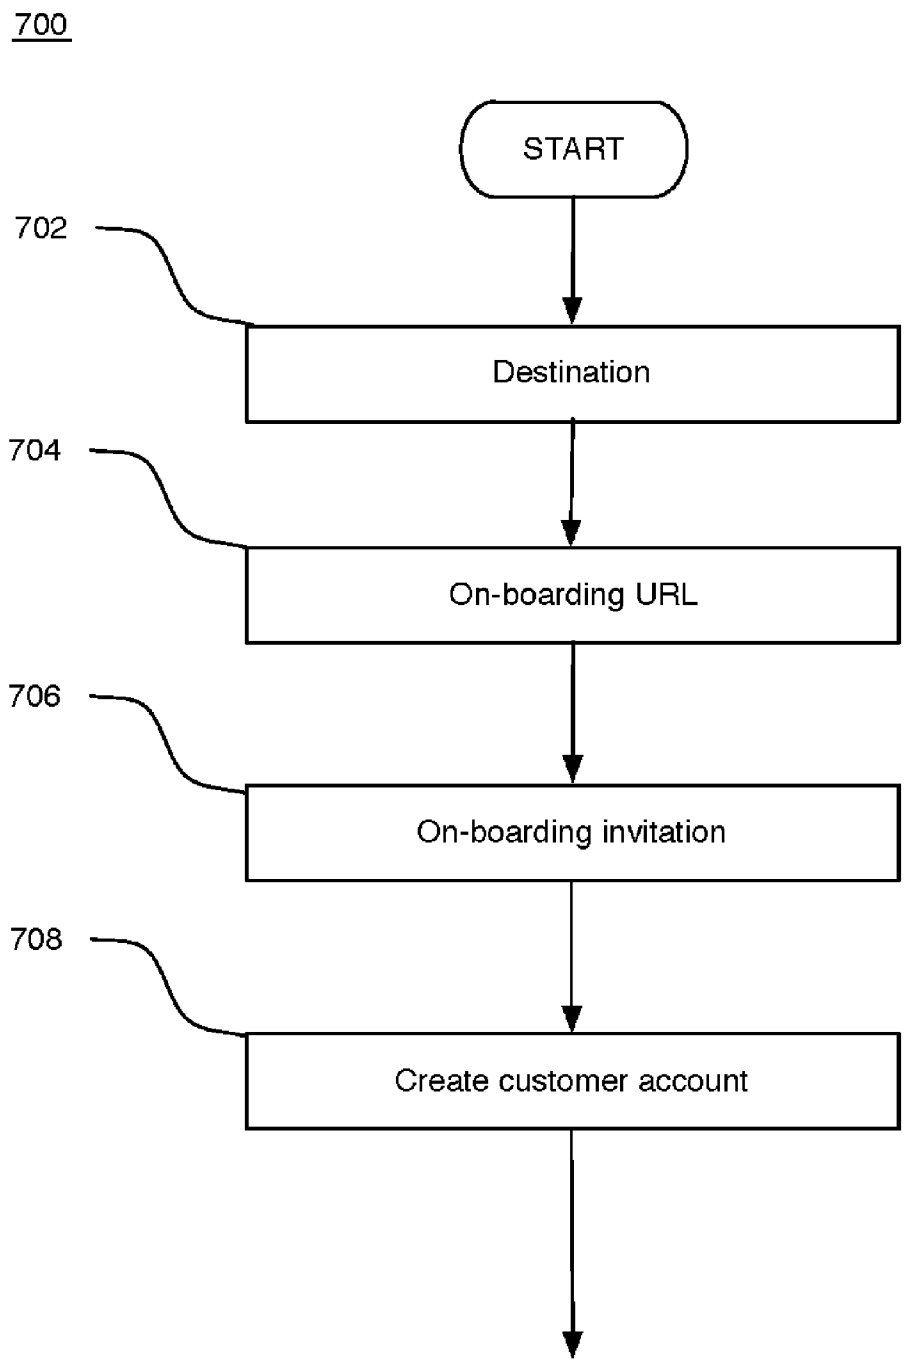 700
START
702
Destination
704
On-boarding URL
706
On-boarding invitation
708
Create customer account